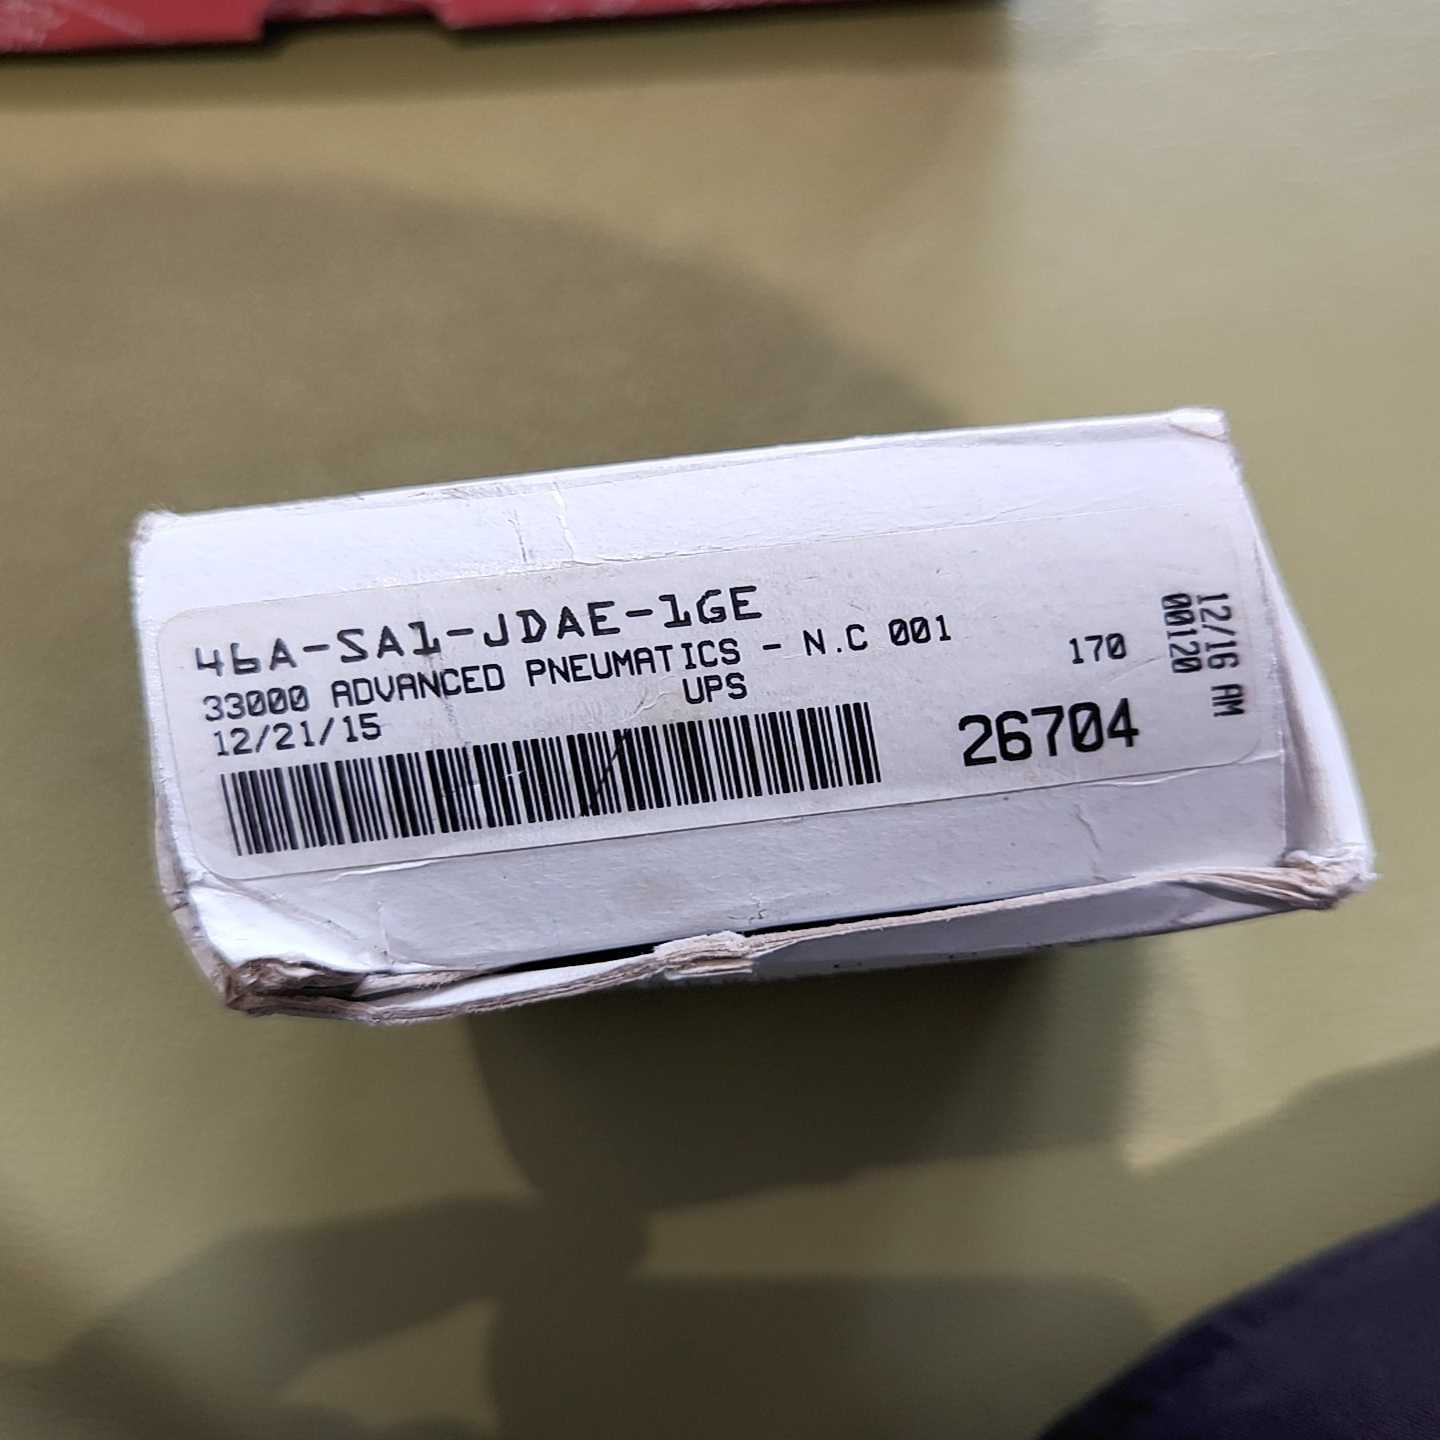 46A-SA1-JDAE-1GE
33000 ADVANCED PNEUMATICS - N.C 001
170
12/21/15
UPS
26704
12/16 AM
00120